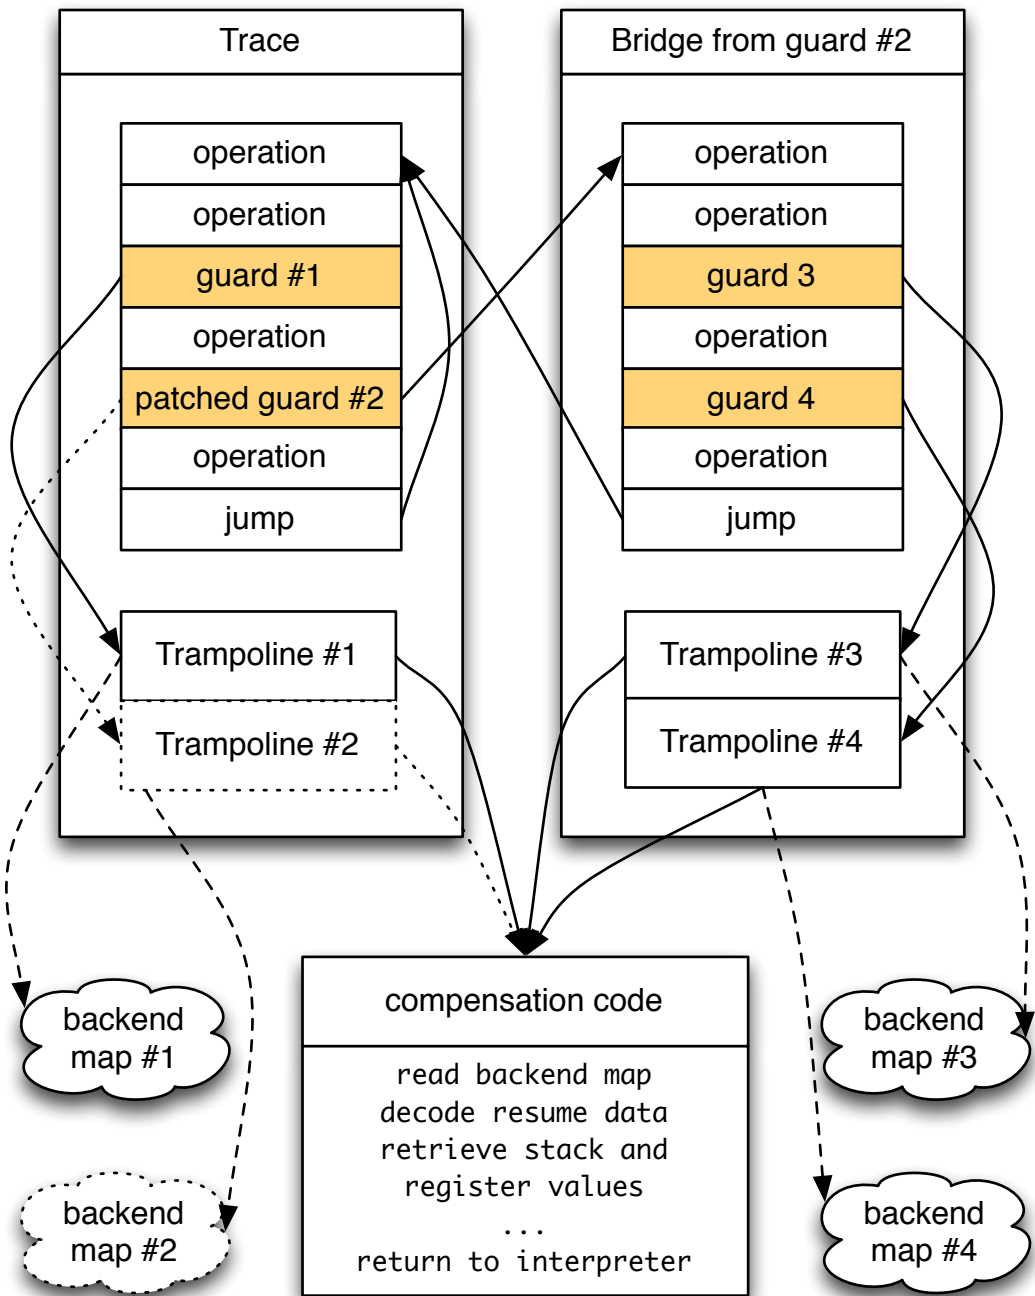 Trace
operation
operation
guard #1
operation
patched guard #2
operation
jump
Trampoline #1
Trampoline #2
Bridge from guard #2
operation
operation
guard 3
operation
guard 4
operation
jump
Trampoline #3
Trampoline #4
backend
map #1
backend
map #2
compensation code
read backend map
decode resume data
retrieve stack and
register values
...
return to interpreter
backend
map #3
backend
map #4